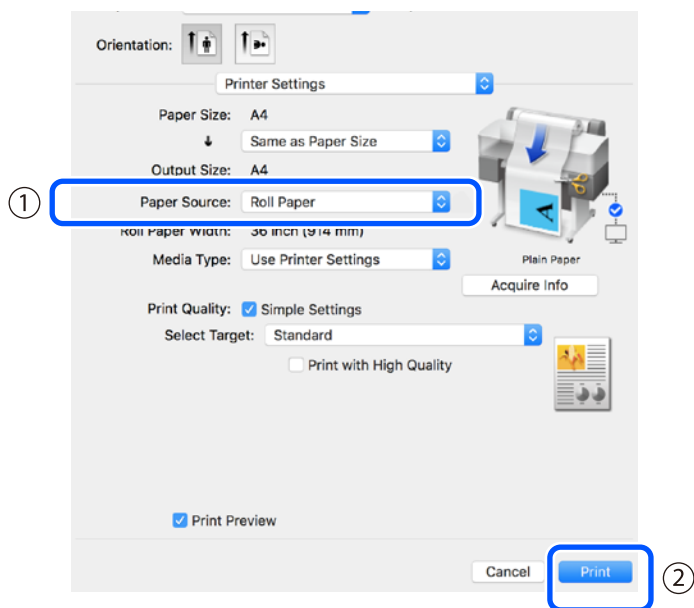 Orientation:
Printer Settings
Paper Size: A4
Same as Paper Size
Output Size: A4
① Paper Source: Roll Paper
Roll Paper Width: 36 inch (914 mm)
Media Type: Use Printer Settings
Plain Paper
Acquire Info
Print Quality: Simple Settings
Select Target: Standard
Print with High Quality
Print Preview
Cancel Print ②